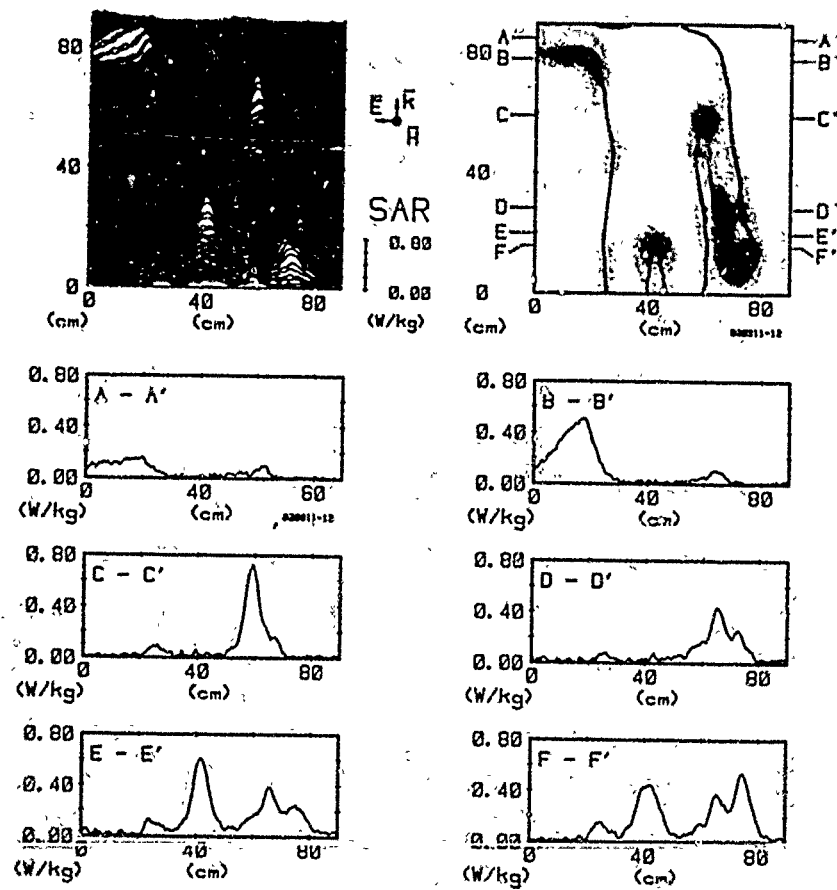 80
40
0
0 40 80
(cm) (cm)
E K
H
SAR
0.80
0.00
(W/kg)
A A'
80
B B'
C C'
40
D D'
E E'
F F'
0
0 40 80
(cm) (cm)
0.80
A - A'
0.40
0.00
0 40 60
(W/kg) (cm)
0.80
B - B'
0.40
0.00
0 40 80
(W/kg) (cm)
0.80
C - C'
0.40
0.00
0 40 80
(W/kg) (cm)
0.80
D - D'
0.40
0.00
0 40 80
(W/kg) (cm)
0.80
E - E'
0.40
0.00
0 40 80
(W/kg) (cm)
0.80
F - F'
0.40
0.00
0 40 80
(W/kg) (cm)